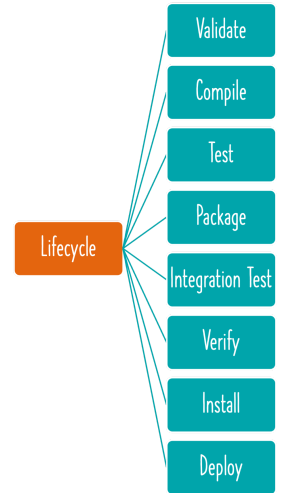 Validate
Compile
Test
Package
Lifecycle
Integration Test
Verify
Install
Deploy